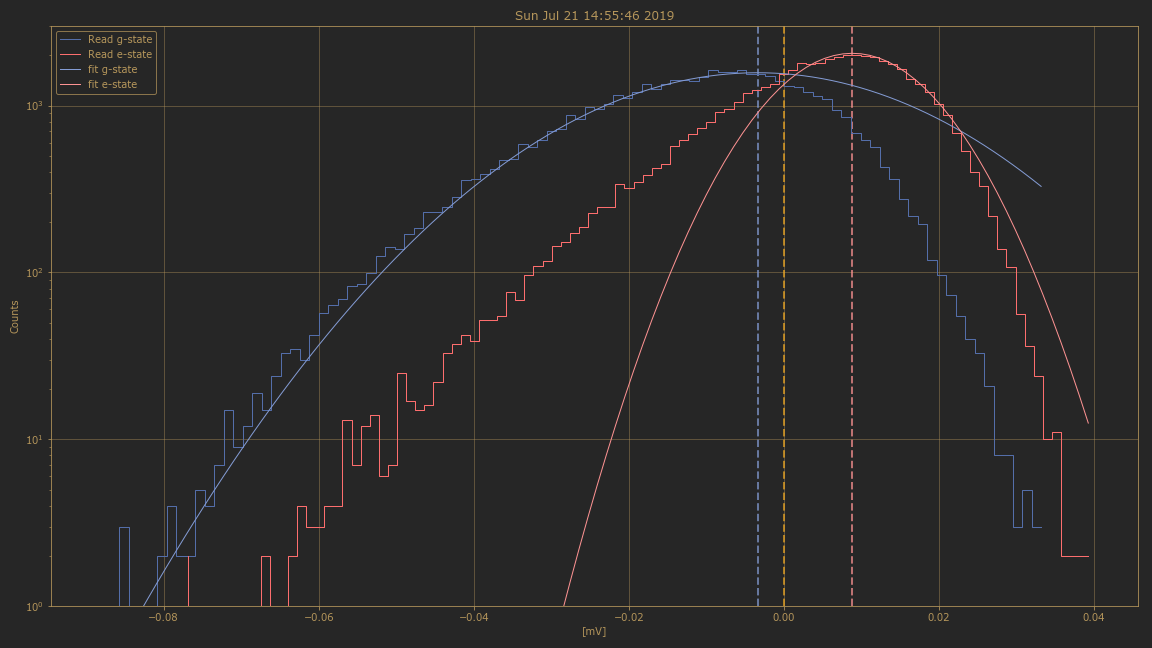 Sun Jul 21 14:55:46 2019
Read g-state
Read e-state
fit g-state
fit e-state
10³
10²
10¹
10⁰
Counts
−0.08 −0.06 −0.04 −0.02 0.00 0.02 0.04
[mV]